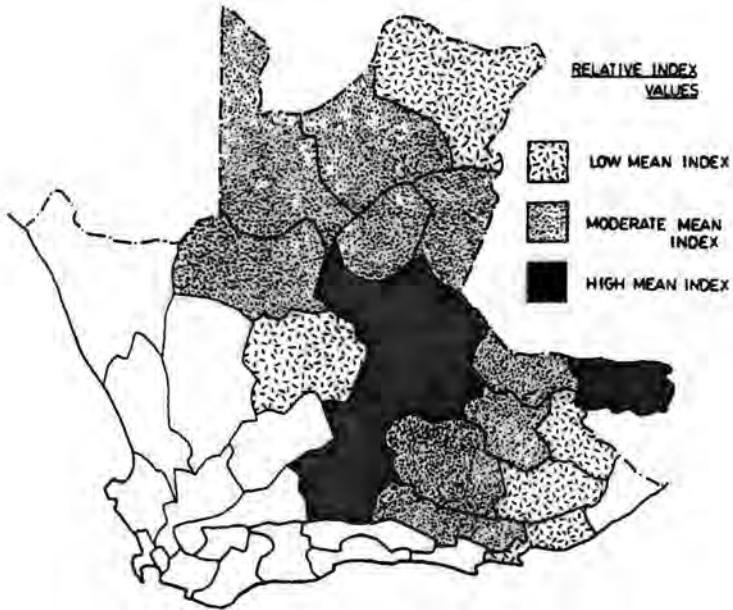 RELATIVE INDEX
VALUES
LOW MEAN INDEX
MODERATE MEAN
INDEX
HIGH MEAN INDEX